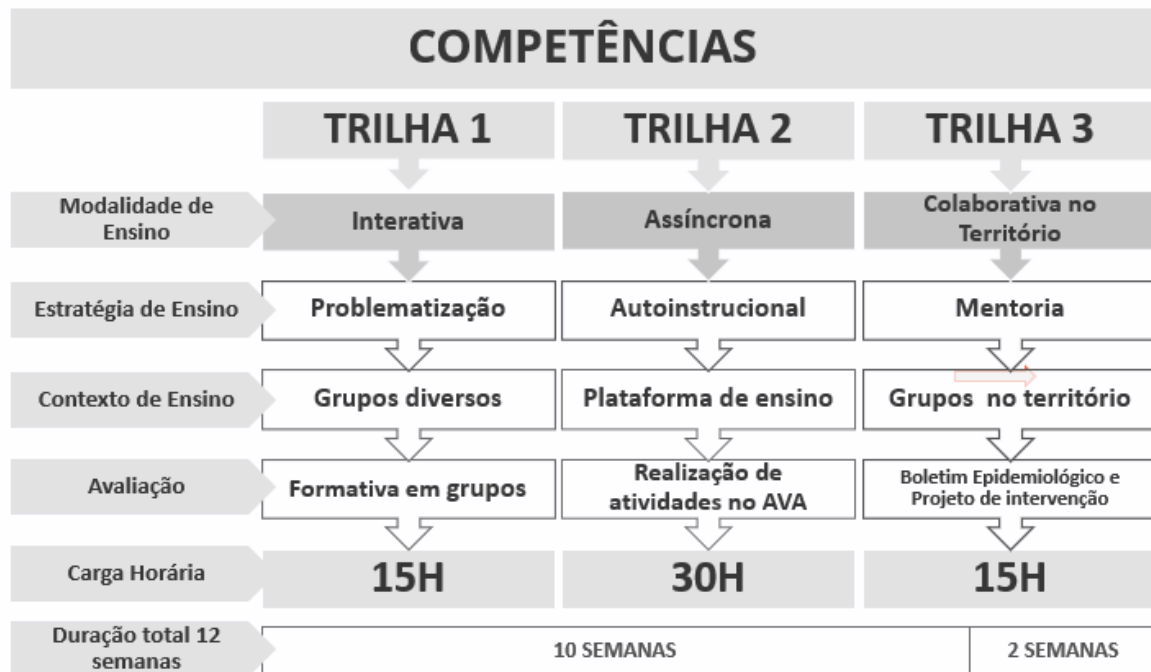 COMPETÊNCIAS
TRILHA 1
TRILHA 2
TRILHA 3
Modalidade de
Ensino
Interativa
Assíncrona
Colaborativa no
Território
Estratégia de Ensino
Problematização
Autoinstrucional
Mentoria
Contexto de Ensino
Grupos diversos
Plataforma de ensino
Grupos no território
Avaliação
Formativa em grupos
Realização de
atividades no AVA
Boletim Epidemiológico e
Projeto de intervenção
Carga Horária
15H
30H
15H
Duração total 12
semanas
10 SEMANAS
2 SEMANAS